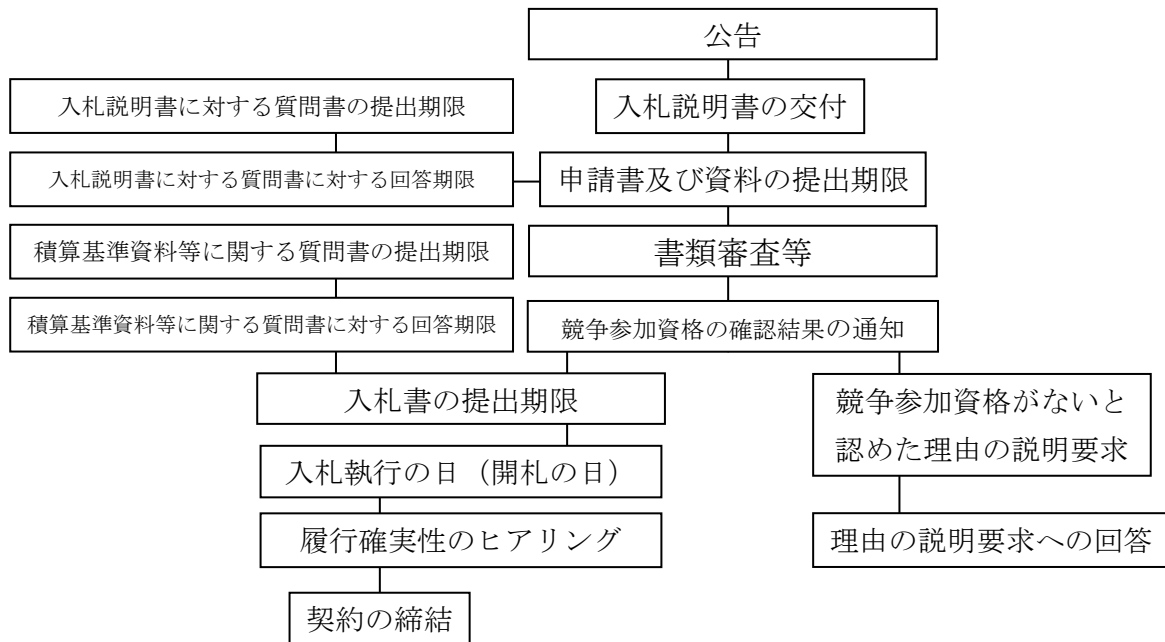 公告
入札説明書に対する質問書の提出期限
入札説明書の交付
入札説明書に対する質問書に対する回答期限
申請書及び資料の提出期限
積算基準資料等に関する質問書の提出期限
書類審査等
積算基準資料等に関する質問書に対する回答期限
競争参加資格の確認結果の通知
入札書の提出期限
競争参加資格がないと
認めた理由の説明要求
入札執行の日（開札の日）
履行確実性のヒアリング
理由の説明要求への回答
契約の締結